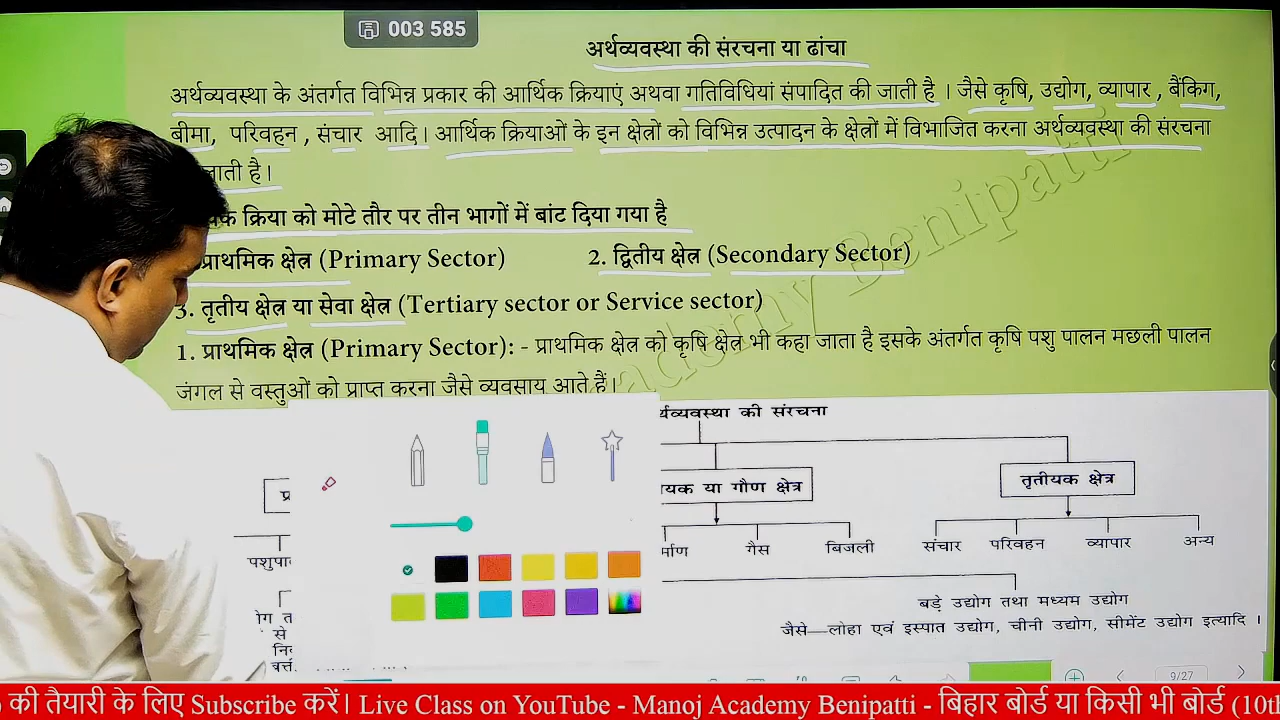 003 585
अर्थव्यवस्था की संरचना या ढांचा
अर्थव्यवस्था के अंतर्गत विभिन्न प्रकार की आर्थिक क्रियाएं अथवा गतिविधियां संपादित की जाती है । जैसे कृषि, उद्योग, व्यापार , बैंकिग,
बीमा, परिवहन , संचार आदि। आर्थिक क्रियाओं के इन क्षेत्रों को विभिन्न उत्पादन के क्षेत्रों में विभाजित करना अर्थव्यवस्था की संरचना
जाती है।
क्रिया को मोटे तौर पर तीन भागों में बांट दिया गया है
प्राथमिक क्षेत्र (Primary Sector) 2. द्वितीय क्षेत्र (Secondary Sector)
3. तृतीय क्षेत्र या सेवा क्षेत्र (Tertiary sector or Service sector)
1. प्राथमिक क्षेत्र (Primary Sector): - प्राथमिक क्षेत्र को कृषि क्षेत्र भी कहा जाता है इसके अंतर्गत कृषि पशु पालन मछली पालन
जंगल से वस्तुओं को प्राप्त करना जैसे व्यवसाय आते हैं।
की संरचना
या गौण क्षेत्र तृतीयक क्षेत्र
गैस बिजली संचार परिवहन व्यापार अन्य
बड़े उद्योग तथा मध्यम उद्योग
जैसे—लोहा एवं इस्पात उद्योग, चीनी उद्योग, सीमेंट उद्योग इत्यादि ।
9/27
की तैयारी के लिए Subscribe करें। Live Class on YouTube - Manoj Academy Benipatti - बिहार बोर्ड या किसी भी बोर्ड (10th